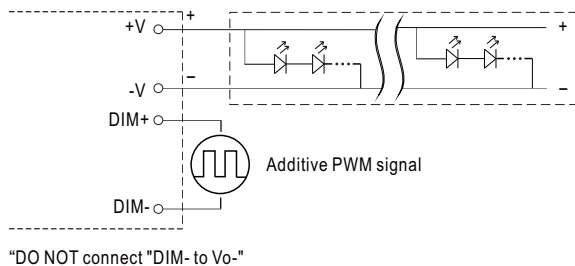 +V
+
-V
–
DIM+
DIM-
+
–
Additive PWM signal
“DO NOT connect "DIM- to Vo-"